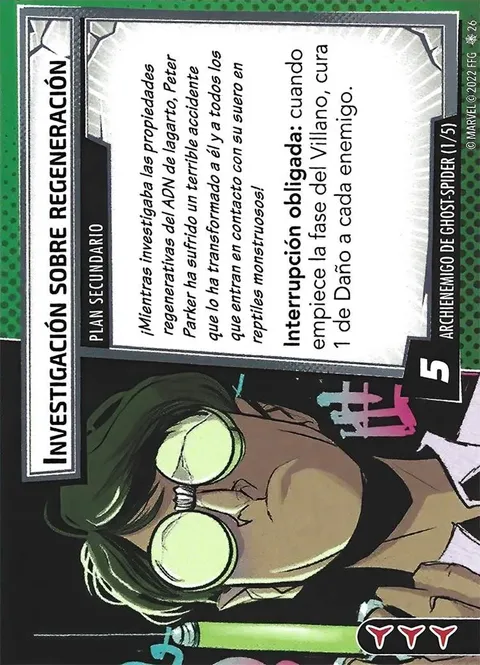 INVESTIGACIÓN SOBRE REGENERACIÓN
PLAN SECUNDARIO
¡Mientras investigaba las propiedades
regenerativas del ADN de lagarto, Peter
Parker ha sufrido un terrible accidente
que lo ha transformado a él y a todos los
que entran en contacto con su suero en
reptiles monstruosos!
Interrupción obligada: cuando
empiece la fase del Villano, cura
1 de Daño a cada enemigo.
5
ARCHIENEMIGO DE GHOST-SPIDER (1/5)
© MARVEL © 2022 FFG 26